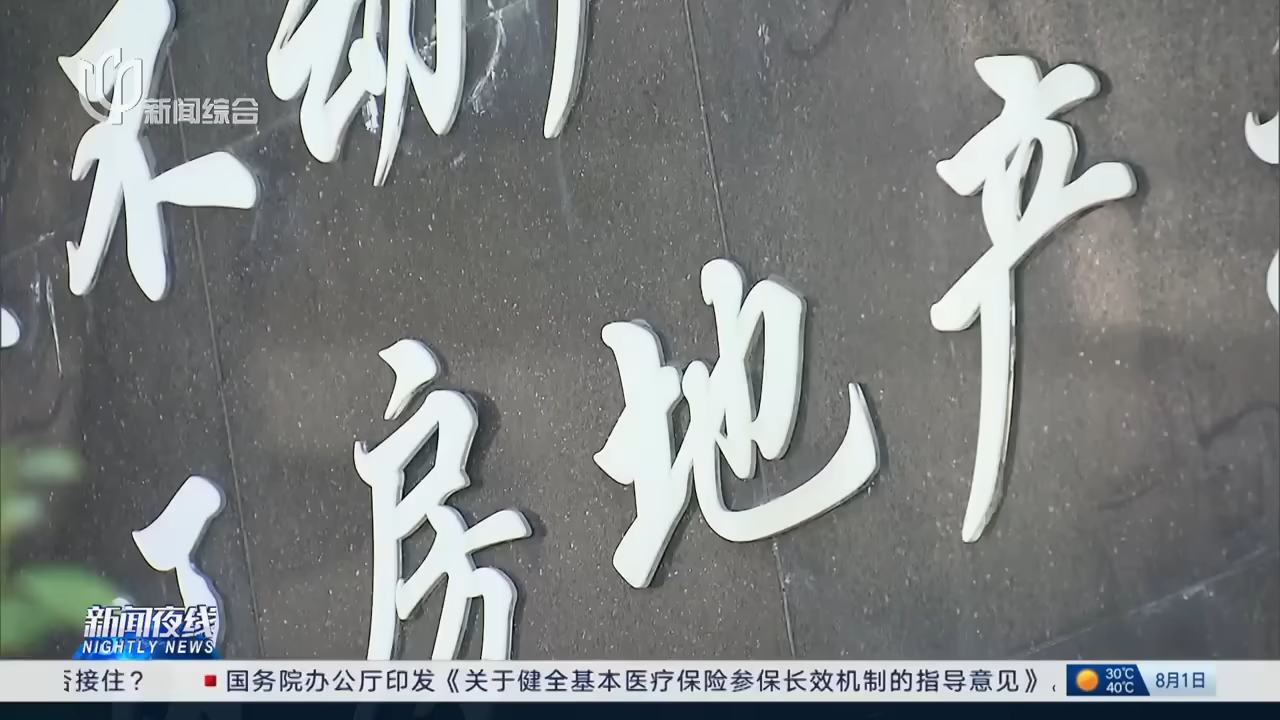 新闻综合
房地产
新闻夜线
NIGHTLY NEWS
接住？
国务院办公厅印发《关于健全基本医疗保险参保长效机制的指导意见》
30℃
40℃
8月1日